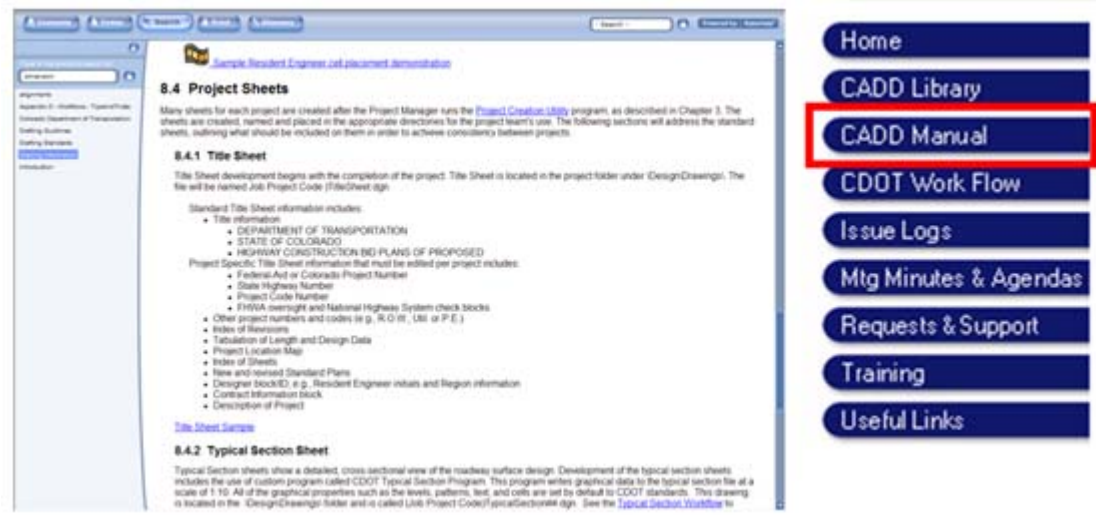 Search
Sample Resident Engineer cell placement demonstration
8.4 Project Sheets
Many sheets for each project are created after the Project Manager runs the Project Creation Utility program, as described in Chapter 3. The
sheets are created, named and placed in the appropriate directories for the project team's use. The following sections will address the standard
sheets, outlining what should be included on them in order to achieve consistency between projects.
8.4.1 Title Sheet
Title Sheet development begins with the completion of the project. Title Sheet is located in the project folder under \Design\Drawings\. The
file will be named Job Project Code (TitleSheet.dgn.
Standard Title Sheet information includes:
• Title information
• DEPARTMENT OF TRANSPORTATION
• STATE OF COLORADO
• HIGHWAY CONSTRUCTION BID PLANS OF PROPOSED
Project Specific Title Sheet information that must be edited per project includes:
• Federal-Aid or Colorado Project Number
• State Highway Number
• Project Code Number
• FHWA oversight and National Highway System check blocks
• Other project numbers and codes (e.g., R.O.W., Util. or P.E.)
• Index of Revisions
• Tabulation of Length and Design Data
• Project Location Map
• Index of Sheets
• New and revised Standard Plans
• Designer block/ID, e.g., Resident Engineer initials and Region information
• Contract Information block
• Description of Project
Title Sheet Sample
8.4.2 Typical Section Sheet
Typical Section sheets show a detailed, cross-sectional view of the roadway surface design. Development of the typical section sheets
includes the use of custom program called CDOT Typical Section Program. This program writes graphical data to the typical section file at a
scale of 1:10. All of the graphical properties such as the levels, patterns, text, and cells are set by default to CDOT standards. This drawing
is located in the \Design\Drawings\ folder and is called (Job Project Code)TypicalSection##.dgn. See the Typical Section Workflow to
alignments
Colorado Department of Transportation
Drafting Guidelines
Drafting Standards
Introduction
Home
CADD Library
CADD Manual
CDOT Work Flow
Issue Logs
Mtg Minutes & Agendas
Requests & Support
Training
Useful Links